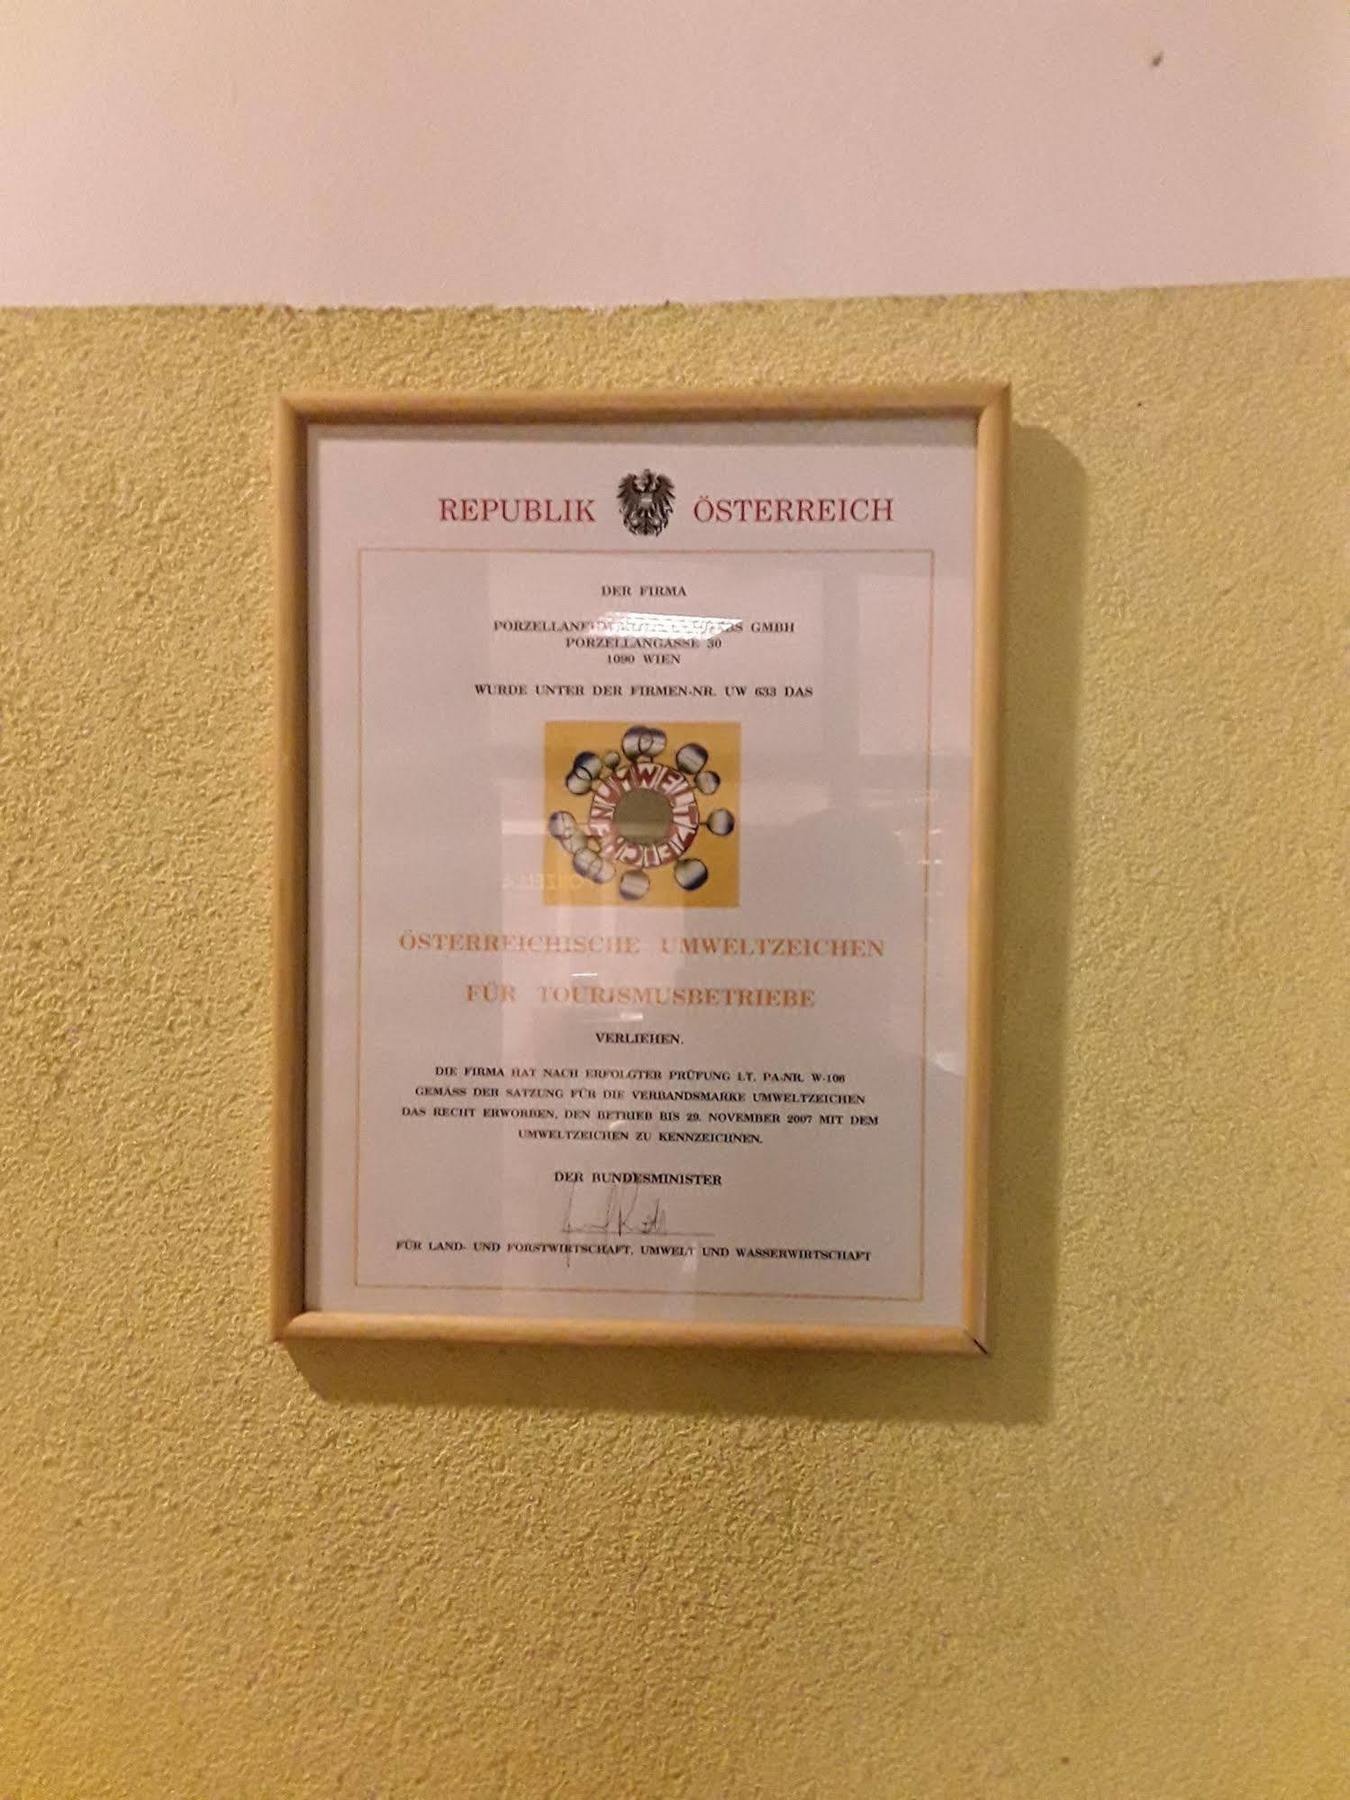 REPUBLIK ÖSTERREICH
DER FIRMA
GMBH
PORZELLANGASSE 30
1090 WIEN
WURDE UNTER DER FIRMEN-NR. UW 633 DAS
UMWELTZEICHEN
ÖSTERREICHISCHE UMWELTZEICHEN
FÜR TOURISMUSBETRIEBE
VERLIEHEN.
DIE FIRMA HAT NACH ERFOLGTER PRÜFUNG LT. PA-NR. W-106
GEMÄSS DER SATZUNG FÜR DIE VERBANDSMARKE UMWELTZEICHEN
DAS RECHT ERWORBEN, DEN BETRIEB BIS 29. NOVEMBER 2007 MIT DEM
UMWELTZEICHEN ZU KENNZEICHNEN.
DER BUNDESMINISTER
FÜR LAND- UND FORSTWIRTSCHAFT, UMWELT UND WASSERWIRTSCHAFT